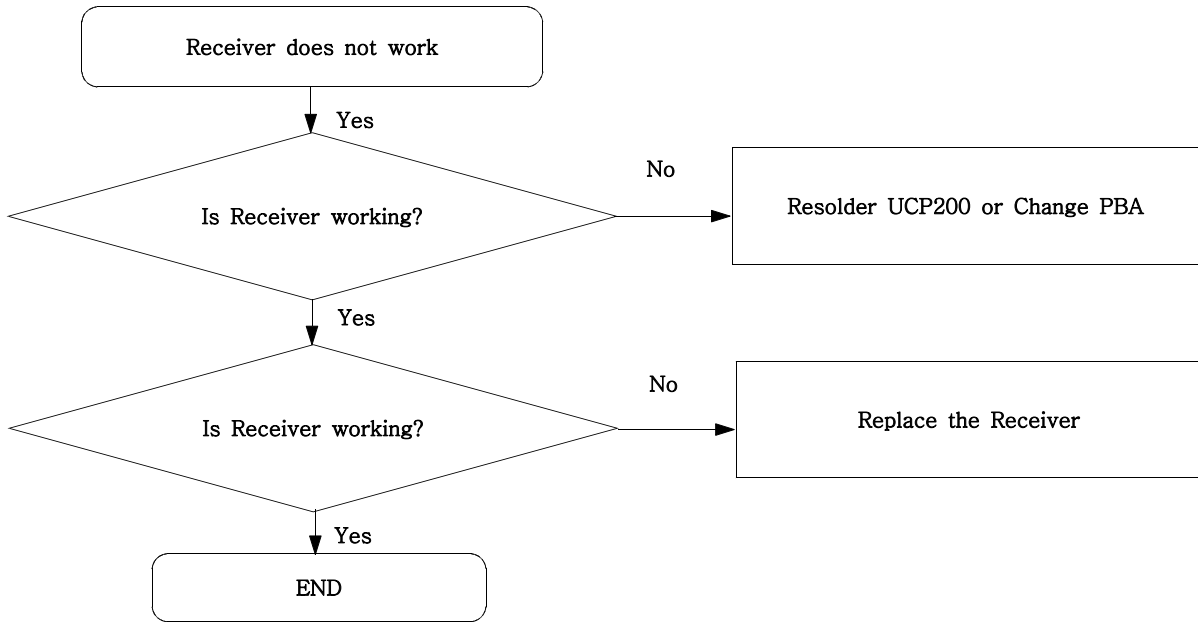 Receiver does not work
Yes
No
Is Receiver working?
Resolder UCP200 or Change PBA
Yes
No
Is Receiver working?
Replace the Receiver
Yes
END